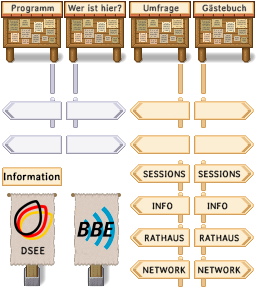 Programm Wer ist hier? Umfrage Gästebuch
SESSIONS SESSIONS
Information
INFO INFO
DSEE BBE
RATHAUS RATHAUS
NETWORK NETWORK